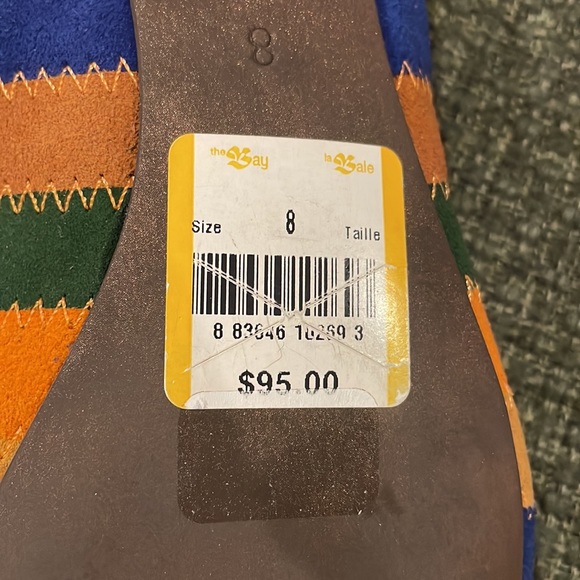 8
the Bay la Baie
Size 8 Taille
8 83646 10269 3
$95.00